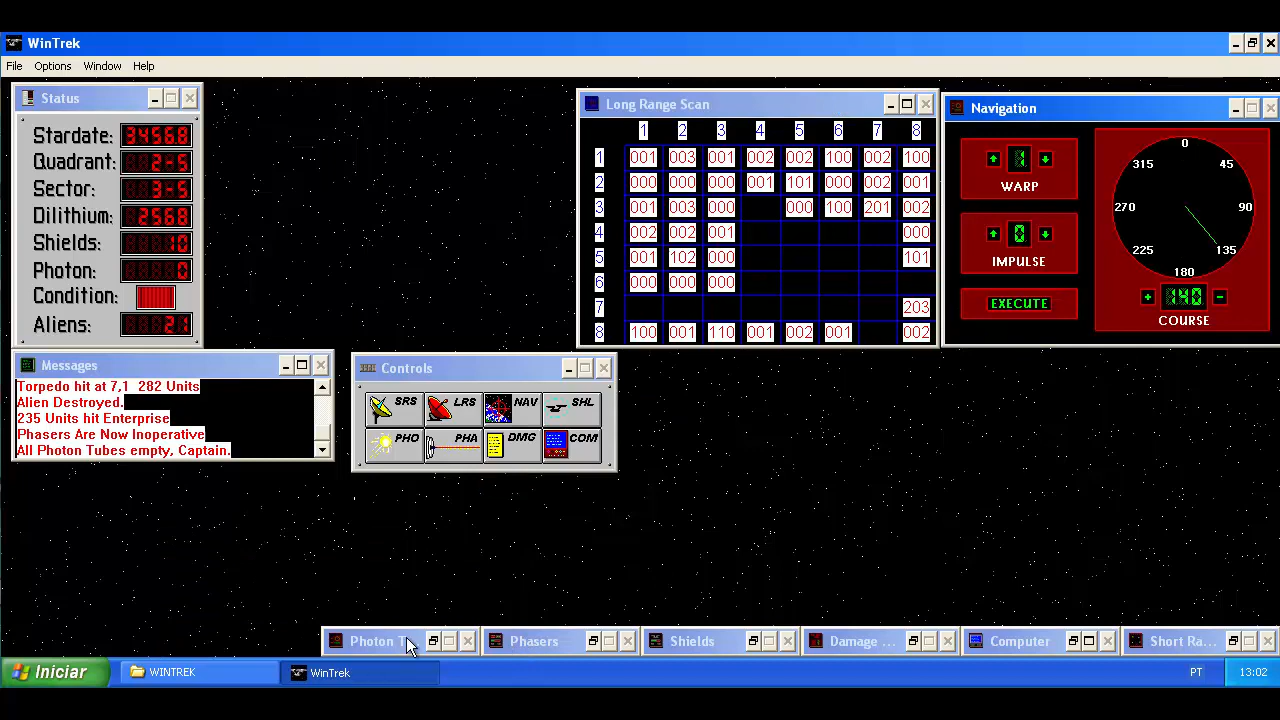 WinTrek
File Options Window Help
Status
Stardate: 3456.8
Quadrant: 2-5
Sector: 3-5
Dilithium: 2568
Shields: 10
Photon: 0
Condition:
Aliens: 21
Long Range Scan
1 2 3 4 5 6 7 8
1 001 003 001 002 002 100 002 100
2 000 000 000 001 101 000 002 001
3 001 003 000 000 100 201 002
4 002 002 001 000
5 001 102 000 101
6 000 000 000
7 203
8 100 001 110 001 002 001 002
Navigation
1
WARP
0
IMPULSE
EXECUTE
0
315 45
270 90
225 135
180
+ 140 -
COURSE
Messages
Torpedo hit at 7,1 282 Units
Alien Destroyed.
235 Units hit Enterprise
Phasers Are Now Inoperative
All Photon Tubes empty, Captain.
Controls
SRS LRS NAV SHL
PHO PHA DMG COM
Photon T
Phasers
Shields
Damage ...
Computer
Short Ra...
Iniciar
WINTREK
WinTrek
PT
13:02